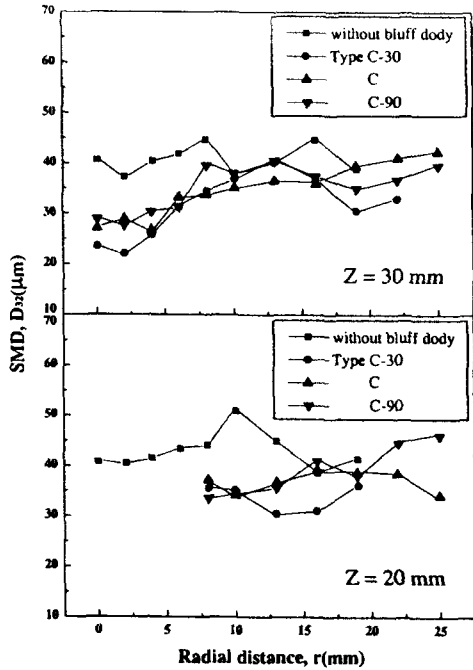 70
without bluff dody
Type C-30
C
C-90
60
50
40
30
20
10
Z = 30 mm
SMD, D32(μm)
70
without bluff dody
Type C-30
C
C-90
60
50
40
30
20
10
Z = 20 mm
0 5 10 15 20 25
Radial distance, r(mm)